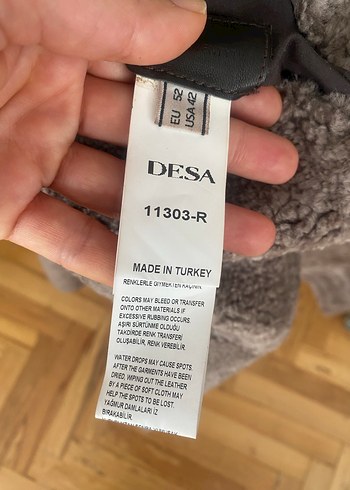 EU 52
USA 42
DESA
11303-R
MADE IN TURKEY
RENKLERLE GİYMEKTEN KAÇININ
COLORS MAY BLEED OR TRANSFER
ONTO OTHER MATERIALS IF
EXCESSIVE RUBBING OCCURS.
AŞIRI SÜRTÜNME OLDUĞU
TAKDİRDE RENK TRANSFERİ
OLUŞABİLİR, RENK VEREBİLİR
WATER DROPS MAY CAUSE SPOTS.
AFTER THE GARMENTS HAVE BEEN
DRIED, WIPING OUT THE LEATHER
BY A PIECE OF SOFT CLOTH MAY
HELP THE SPOTS TO BE LOST.
YAĞMUR DAMLALARI İZ
BIRAKABİLİR.